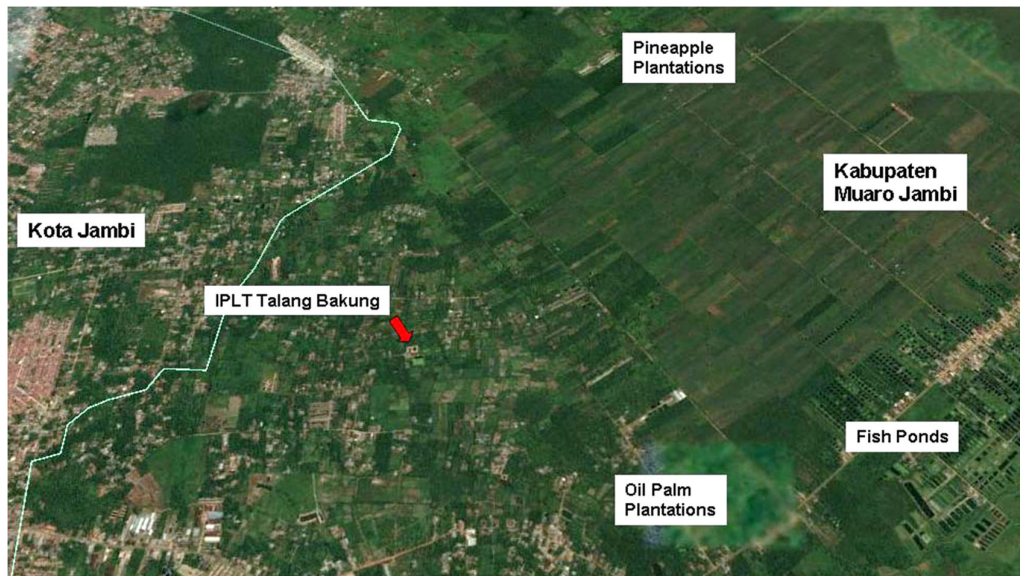 Pineapple
Plantations
Kabupaten
Muaro Jambi
Kota Jambi
IPLT Talang Bakung
Fish Ponds
Oil Palm
Plantations